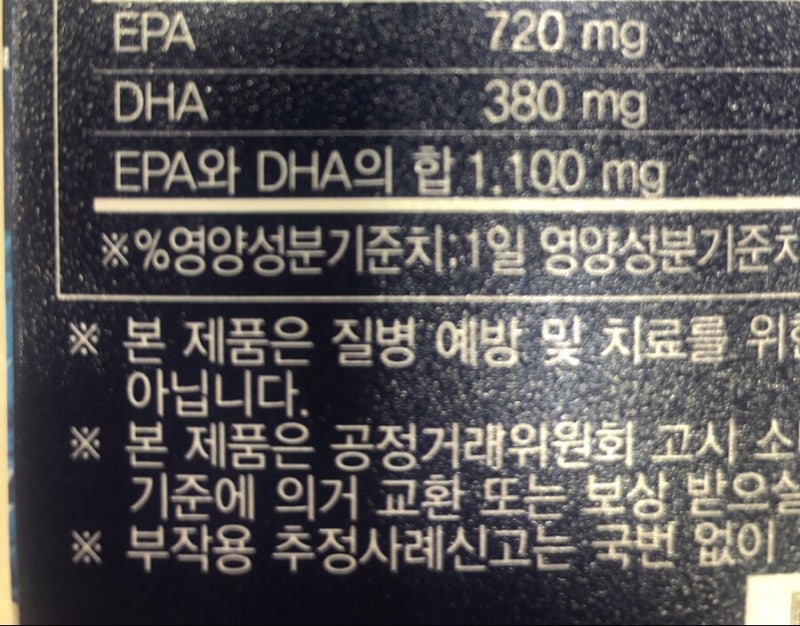 EPA 720 mg
DHA 380 mg
EPA와 DHA의 합 1,100 mg
※%영양성분기준치:1일 영양성분기준치
※ 본 제품은 질병 예방 및 치료를 위한
아닙니다.
※ 본 제품은 공정거래위원회 고시 소
기준에 의거 교환 또는 보상 받으실
※ 부작용 추정사례신고는 국번 없이